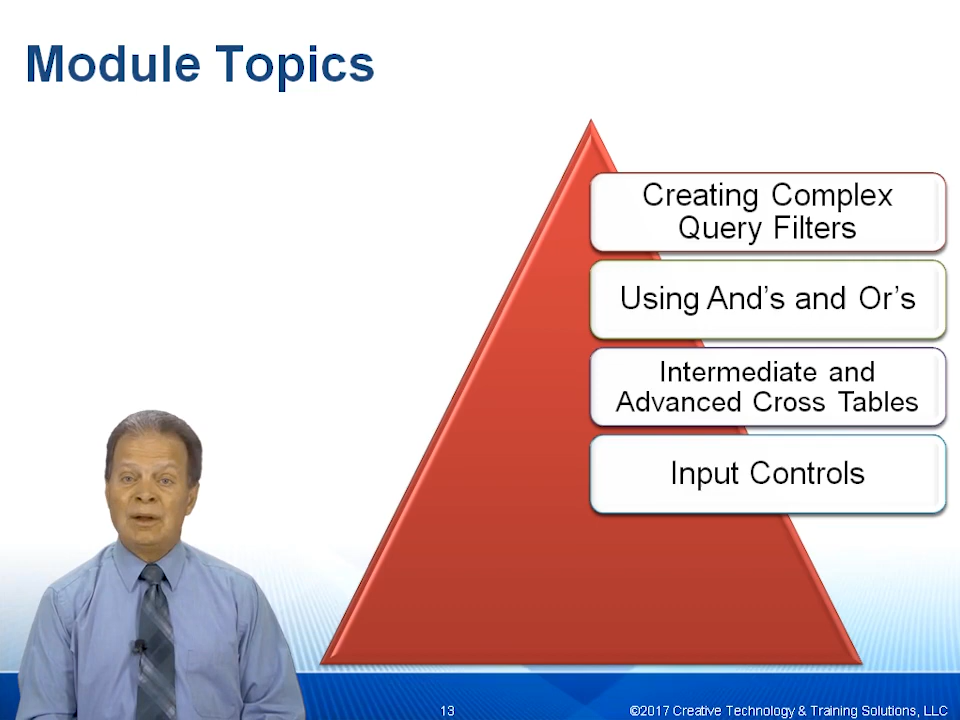 Module Topics
Creating Complex
Query Filters
Using And’s and Or’s
Intermediate and
Advanced Cross Tables
Input Controls
13
©2017 Creative Technology & Training Solutions, LLC